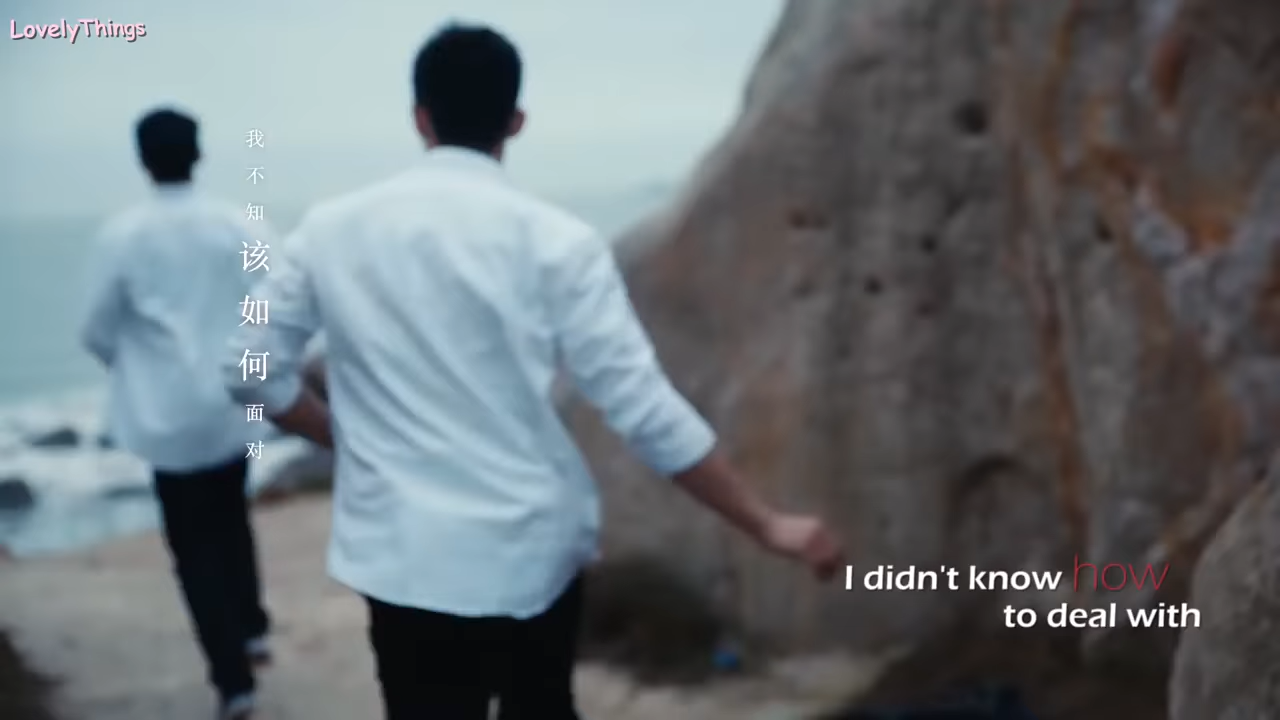 LovelyThings
我不知该如何面对
I didn't know how
to deal with